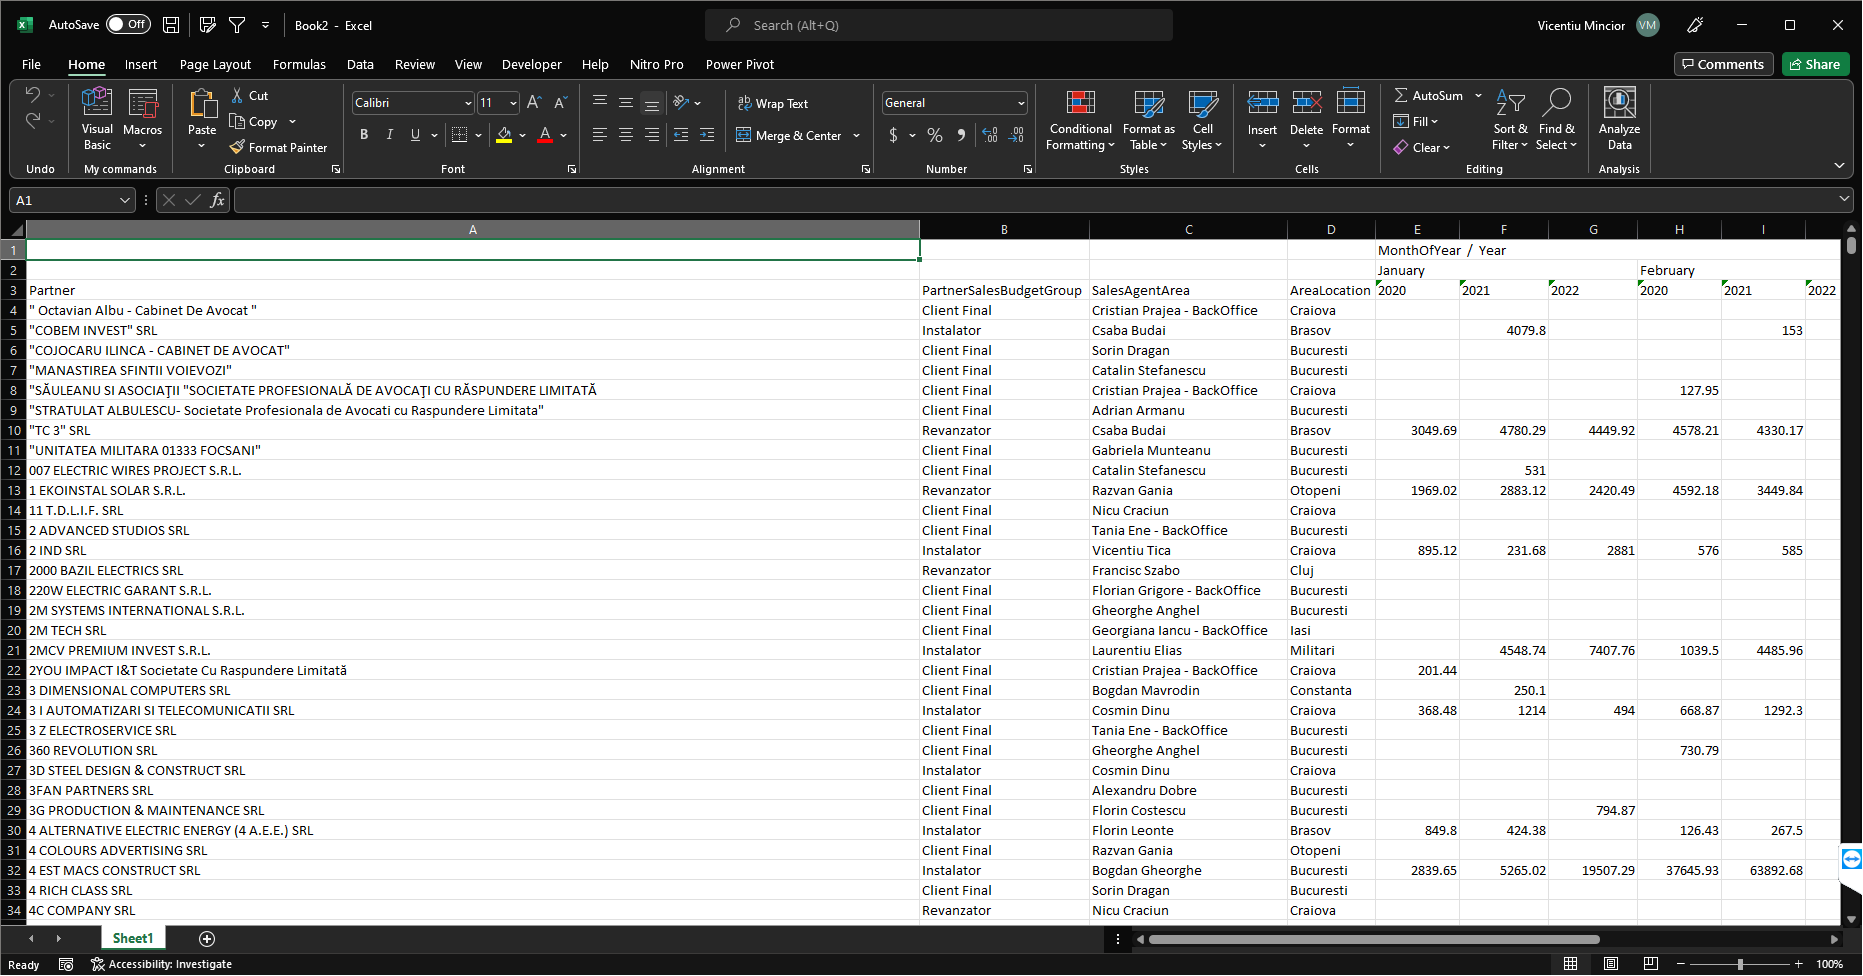 AutoSave Off Book2 - Excel Search (Alt+Q) Vicentiu Mincior VM
File Home Insert Page Layout Formulas Data Review View Developer Help Nitro Pro Power Pivot Comments Share
Cut Calibri 11 Wrap Text General AutoSum
Visual Basic Macros Paste Copy B I U Merge & Center $ % Conditional Formatting Format as Table Cell Styles Insert Delete Format Fill Sort & Filter Find & Select Analyze Data
Format Painter Clear
Undo My commands Clipboard Font Alignment Number Styles Cells Editing Analysis
A1 fx
A B C D E F G H I
1 MonthOfYear / Year
2 January February
3 Partner PartnerSalesBudgetGroup SalesAgentArea AreaLocation 2020 2021 2022 2020 2021 2022
4 " Octavian Albu - Cabinet De Avocat " Client Final Cristian Prajea - BackOffice Craiova
5 "COBEM INVEST" SRL Instalator Csaba Budai Brasov 4079.8 153
6 "COJOCARU ILINCA - CABINET DE AVOCAT" Client Final Sorin Dragan Bucuresti
7 "MANASTIREA SFINTII VOIEVOZI" Client Final Catalin Stefanescu Bucuresti
8 "SĂULEANU SI ASOCIAŢII "SOCIETATE PROFESIONALĂ DE AVOCAŢI CU RĂSPUNDERE LIMITATĂ Client Final Cristian Prajea - BackOffice Craiova 127.95
9 "STRATULAT ALBULESCU- Societate Profesionala de Avocati cu Raspundere Limitata" Client Final Adrian Armanu Bucuresti
10 "TC 3" SRL Revanzator Csaba Budai Brasov 3049.69 4780.29 4449.92 4578.21 4330.17
11 "UNITATEA MILITARA 01333 FOCSANI" Client Final Gabriela Munteanu Bucuresti
12 007 ELECTRIC WIRES PROJECT S.R.L. Client Final Catalin Stefanescu Bucuresti 531
13 1 EKOINSTAL SOLAR S.R.L. Revanzator Razvan Gania Otopeni 1969.02 2883.12 2420.49 4592.18 3449.84
14 11 T.D.L.I.F. SRL Client Final Nicu Craciun Craiova
15 2 ADVANCED STUDIOS SRL Client Final Tania Ene - BackOffice Bucuresti
16 2 IND SRL Instalator Vicentiu Tica Craiova 895.12 231.68 2881 576 585
17 2000 BAZIL ELECTRICS SRL Revanzator Francisc Szabo Cluj
18 220W ELECTRIC GARANT S.R.L. Client Final Florian Grigore - BackOffice Bucuresti
19 2M SYSTEMS INTERNATIONAL S.R.L. Client Final Gheorghe Anghel Bucuresti
20 2M TECH SRL Client Final Georgiana Iancu - BackOffice Iasi
21 2MCV PREMIUM INVEST S.R.L. Instalator Laurentiu Elias Militari 4548.74 7407.76 1039.5 4485.96
22 2YOU IMPACT I&T Societate Cu Raspundere Limitată Client Final Cristian Prajea - BackOffice Craiova 201.44
23 3 DIMENSIONAL COMPUTERS SRL Client Final Bogdan Mavrodin Constanta 250.1
24 3 I AUTOMATIZARI SI TELECOMUNICATII SRL Instalator Cosmin Dinu Craiova 368.48 1214 494 668.87 1292.3
25 3 Z ELECTROSERVICE SRL Client Final Tania Ene - BackOffice Bucuresti
26 360 REVOLUTION SRL Client Final Gheorghe Anghel Bucuresti 730.79
27 3D STEEL DESIGN & CONSTRUCT SRL Instalator Cosmin Dinu Craiova
28 3FAN PARTNERS SRL Client Final Alexandru Dobre Bucuresti
29 3G PRODUCTION & MAINTENANCE SRL Client Final Florin Costescu Bucuresti 794.87
30 4 ALTERNATIVE ELECTRIC ENERGY (4 A.E.E.) SRL Instalator Florin Leonte Brasov 849.8 424.38 126.43 267.5
31 4 COLOURS ADVERTISING SRL Client Final Razvan Gania Otopeni
32 4 EST MACS CONSTRUCT SRL Instalator Bogdan Gheorghe Bucuresti 2839.65 5265.02 19507.29 37645.93 63892.68
33 4 RICH CLASS SRL Client Final Sorin Dragan Bucuresti
34 4C COMPANY SRL Revanzator Nicu Craciun Craiova
Sheet1
Ready Accessibility: Investigate 100%